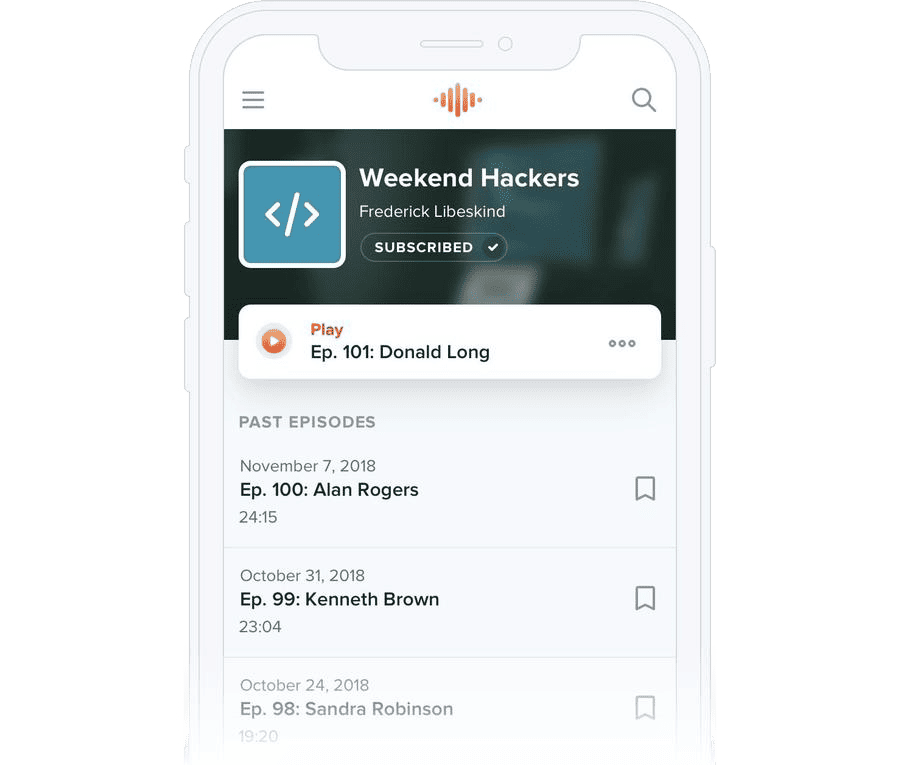 Weekend Hackers
Frederick Libeskind
SUBSCRIBED
Play
Ep. 101: Donald Long
PAST EPISODES
November 7, 2018
Ep. 100: Alan Rogers
24:15
October 31, 2018
Ep. 99: Kenneth Brown
23:04
October 24, 2018
Ep. 98: Sandra Robinson
19:20